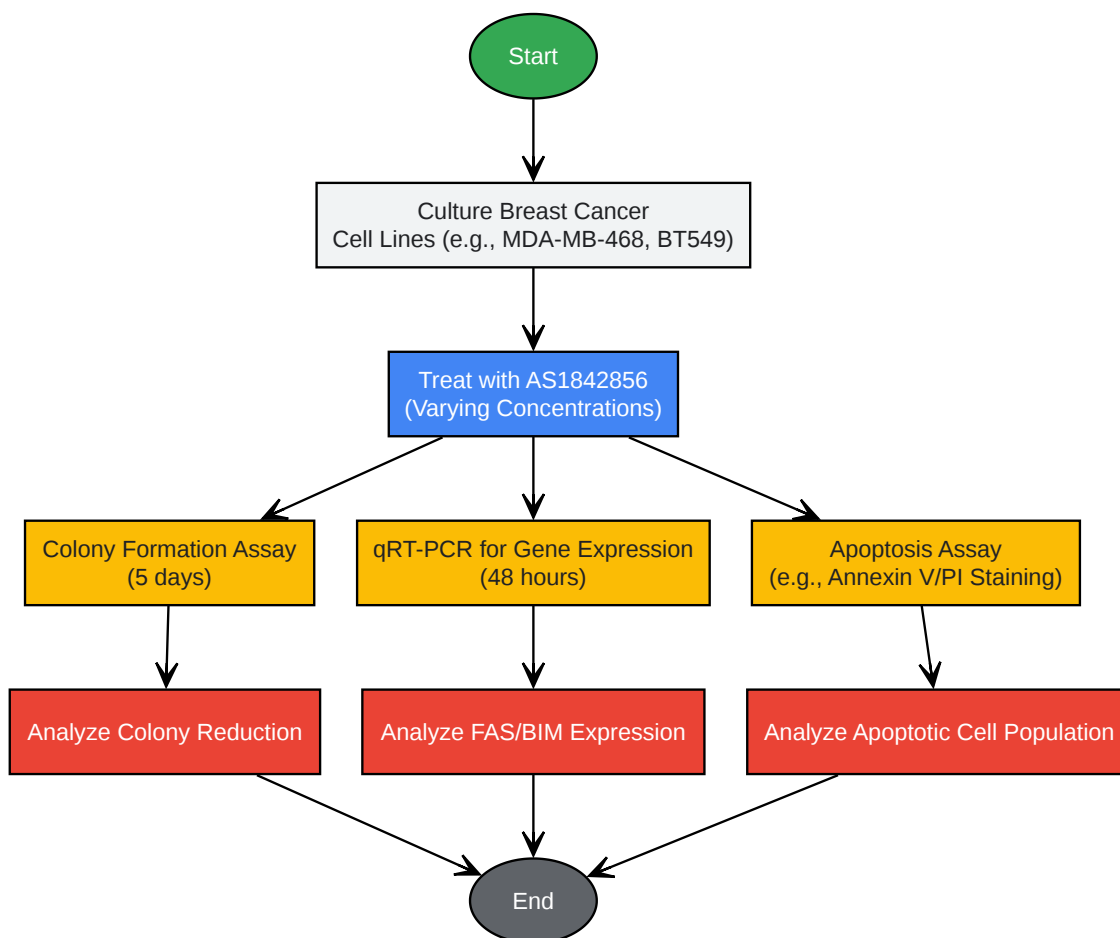 Start
Culture Breast Cancer
Cell Lines (e.g., MDA-MB-468, BT549)
Treat with AS1842856
(Varying Concentrations)
Colony Formation Assay
(5 days)
qRT-PCR for Gene Expression
(48 hours)
Apoptosis Assay
(e.g., Annexin V/PI Staining)
Analyze Colony Reduction
Analyze FAS/BIM Expression
Analyze Apoptotic Cell Population
End